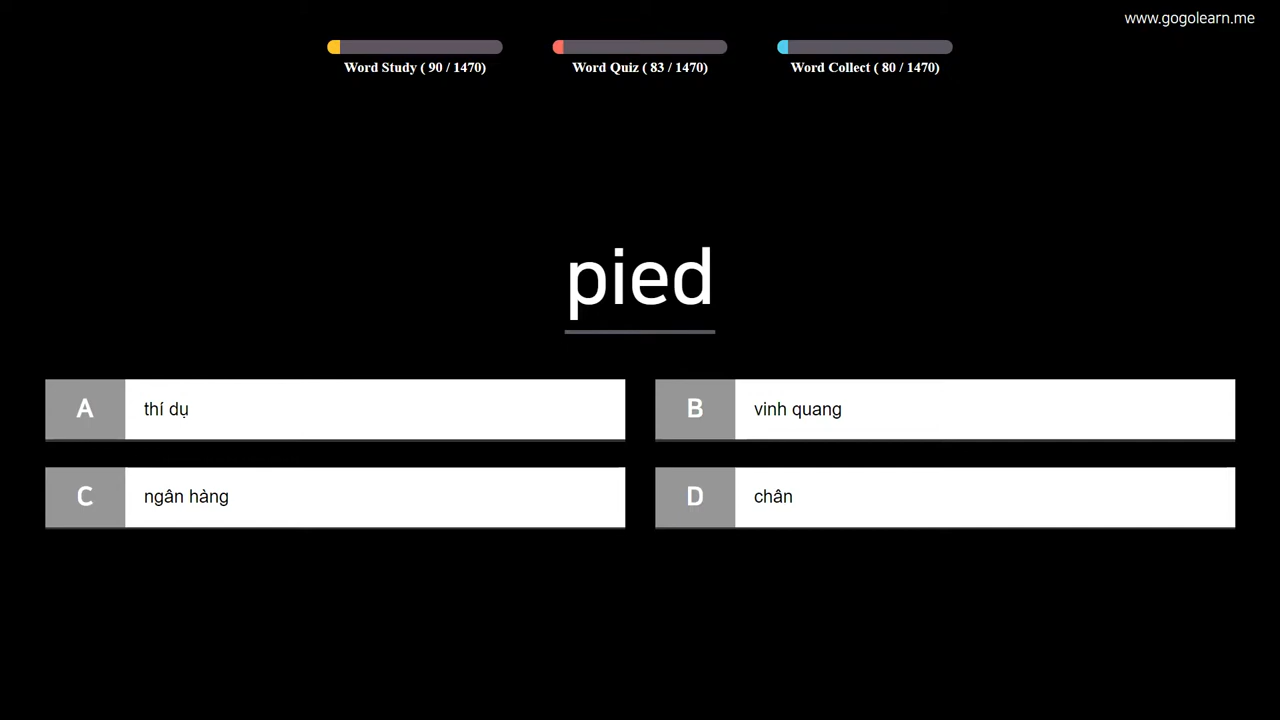 www.gogolearn.me
Word Study ( 90 / 1470)
Word Quiz ( 83 / 1470)
Word Collect ( 80 / 1470)
pied
A thí dụ
B vinh quang
C ngân hàng
D chân